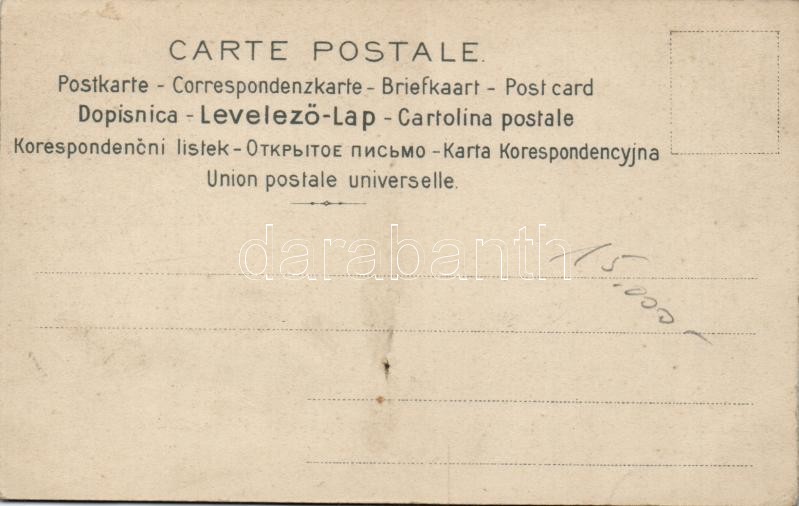 CARTE POSTALE.
Postkarte - Correspondenzkarte - Briefkaart - Post card
Dopisnica - Levelező-Lap - Cartolina postale
Korespondenčni listek - Открытое письмо - Karta Korespondencyjna
Union postale universelle.
darabanth
15.000-